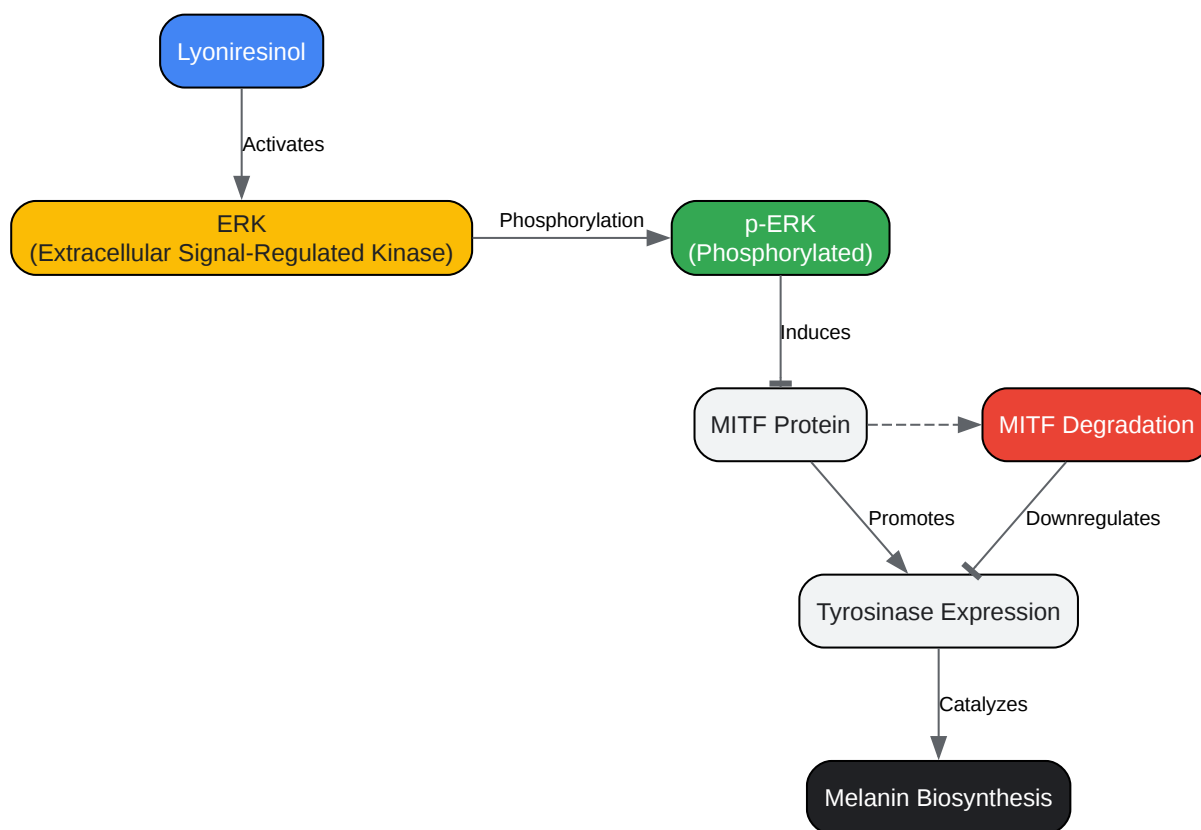 Lyoniresinol
Activates
ERK
(Extracellular Signal-Regulated Kinase)
Phosphorylation
p-ERK
(Phosphorylated)
Induces
MITF Protein
MITF Degradation
Promotes
Downregulates
Tyrosinase Expression
Catalyzes
Melanin Biosynthesis